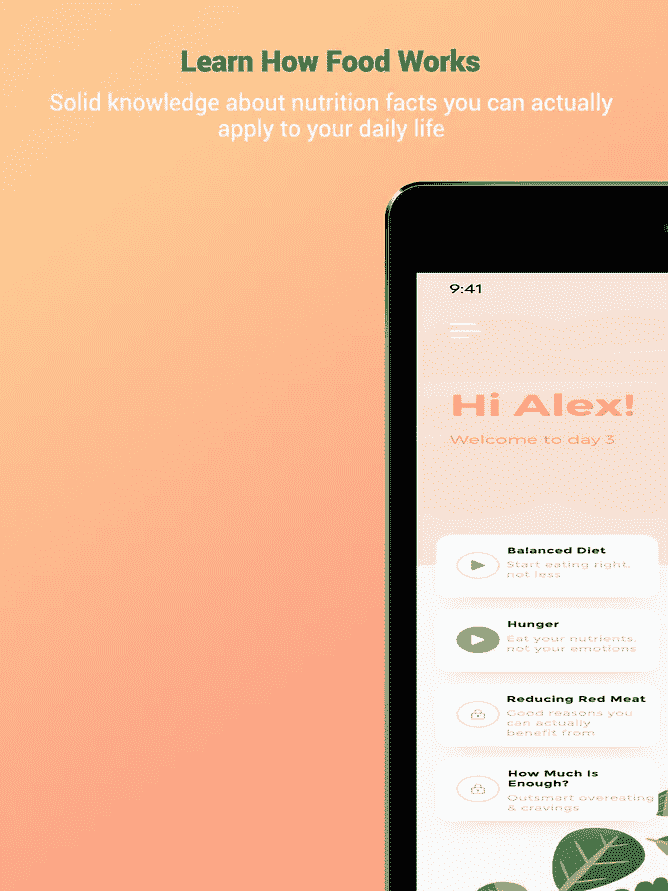 Learn How Food Works
Solid knowledge about nutrition facts you can actually
apply to your daily life
9:41
Hi Alex!
Welcome to day 3
Balanced Diet
Start eating right,
not less
Hunger
Eat your nutrients,
not your emotions
Reducing Red Meat
Good reasons you
can actually
benefit from
How Much Is
Enough?
Outsmart overeating
& cravings